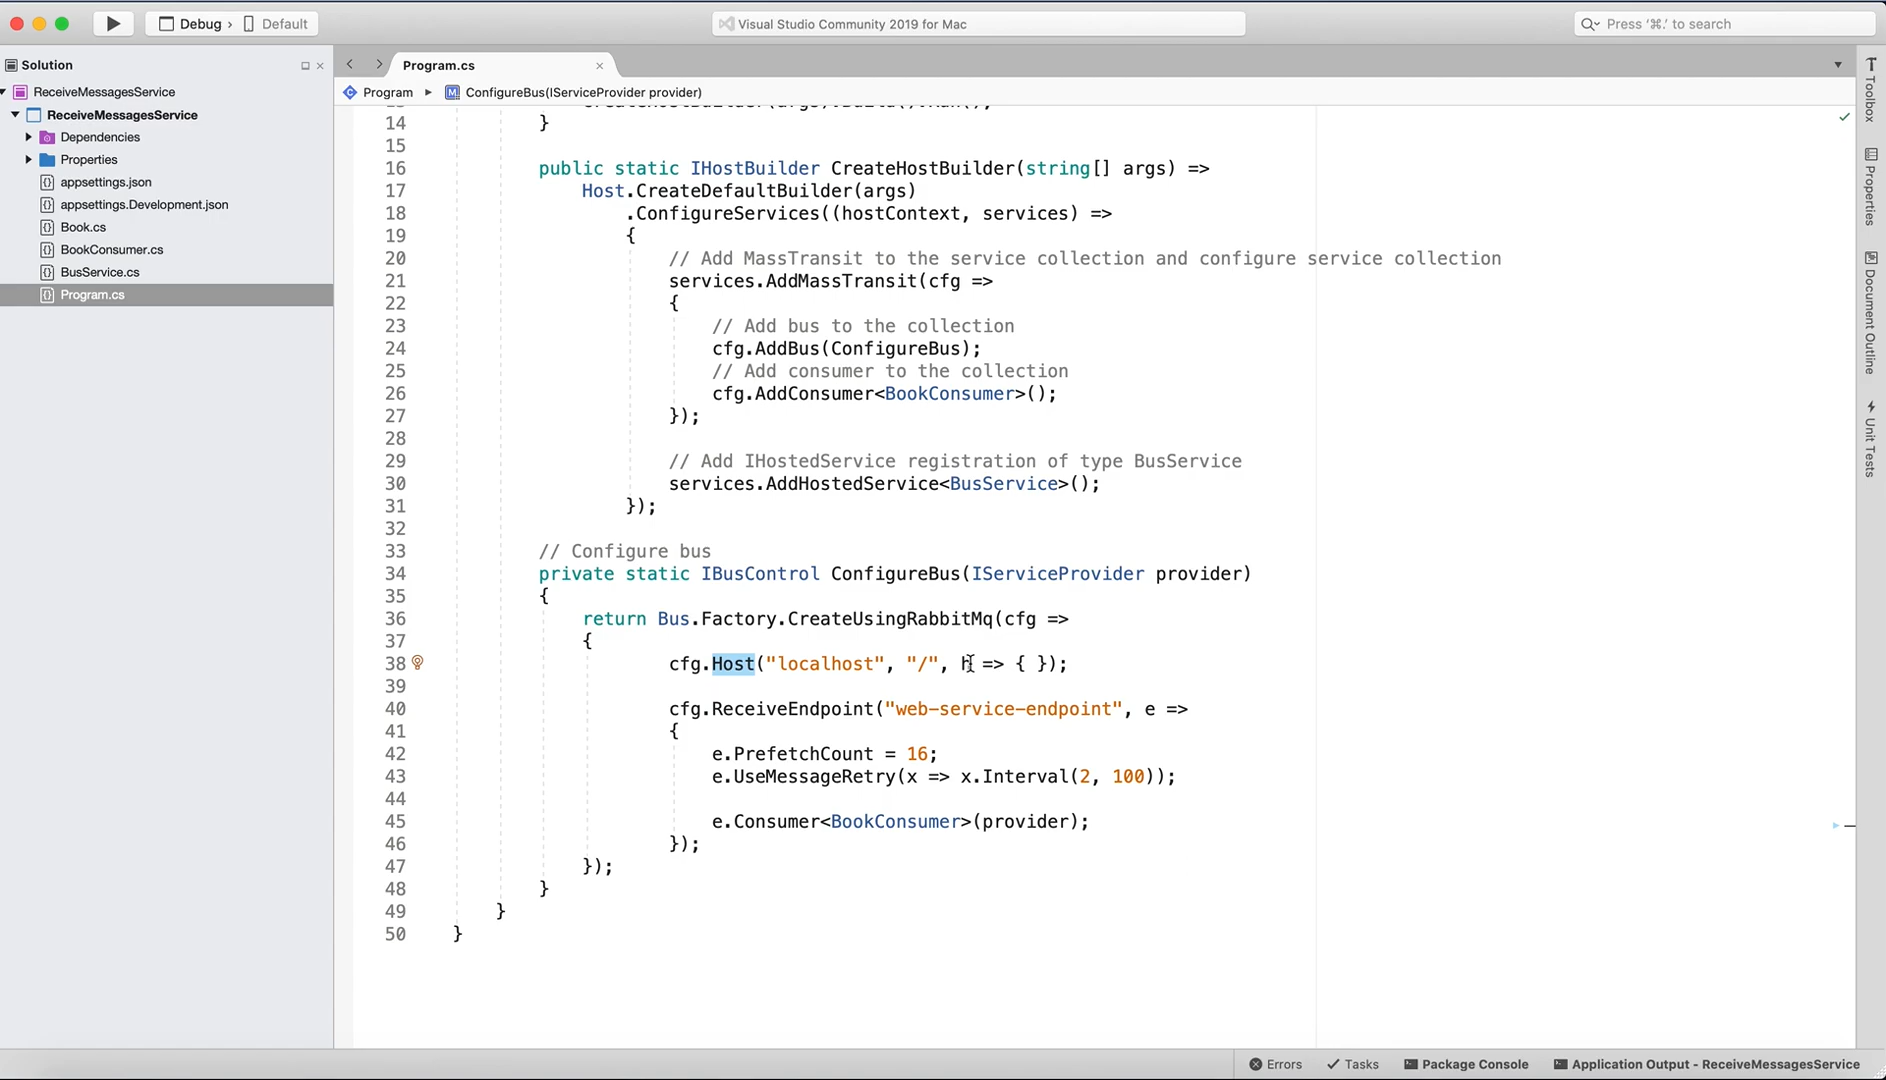 Debug › Default
Visual Studio Community 2019 for Mac
Press ‘⌘.’ to search
Solution
ReceiveMessagesService
ReceiveMessagesService
Dependencies
Properties
appsettings.json
appsettings.Development.json
Book.cs
BookConsumer.cs
BusService.cs
Program.cs
Program.cs
Program ▸ ConfigureBus(IServiceProvider provider)
14 }
15
16 public static IHostBuilder CreateHostBuilder(string[] args) =>
17 Host.CreateDefaultBuilder(args)
18 .ConfigureServices((hostContext, services) =>
19 {
20 // Add MassTransit to the service collection and configure service collection
21 services.AddMassTransit(cfg =>
22 {
23 // Add bus to the collection
24 cfg.AddBus(ConfigureBus);
25 // Add consumer to the collection
26 cfg.AddConsumer<BookConsumer>();
27 });
28
29 // Add IHostedService registration of type BusService
30 services.AddHostedService<BusService>();
31 });
32
33 // Configure bus
34 private static IBusControl ConfigureBus(IServiceProvider provider)
35 {
36 return Bus.Factory.CreateUsingRabbitMq(cfg =>
37 {
38 cfg.Host("localhost", "/", h => { });
39
40 cfg.ReceiveEndpoint("web-service-endpoint", e =>
41 {
42 e.PrefetchCount = 16;
43 e.UseMessageRetry(x => x.Interval(2, 100));
44
45 e.Consumer<BookConsumer>(provider);
46 });
47 });
48 }
49 }
50 }
Toolbox
Properties
Document Outline
Unit Tests
Errors
Tasks
Package Console
Application Output - ReceiveMessagesService